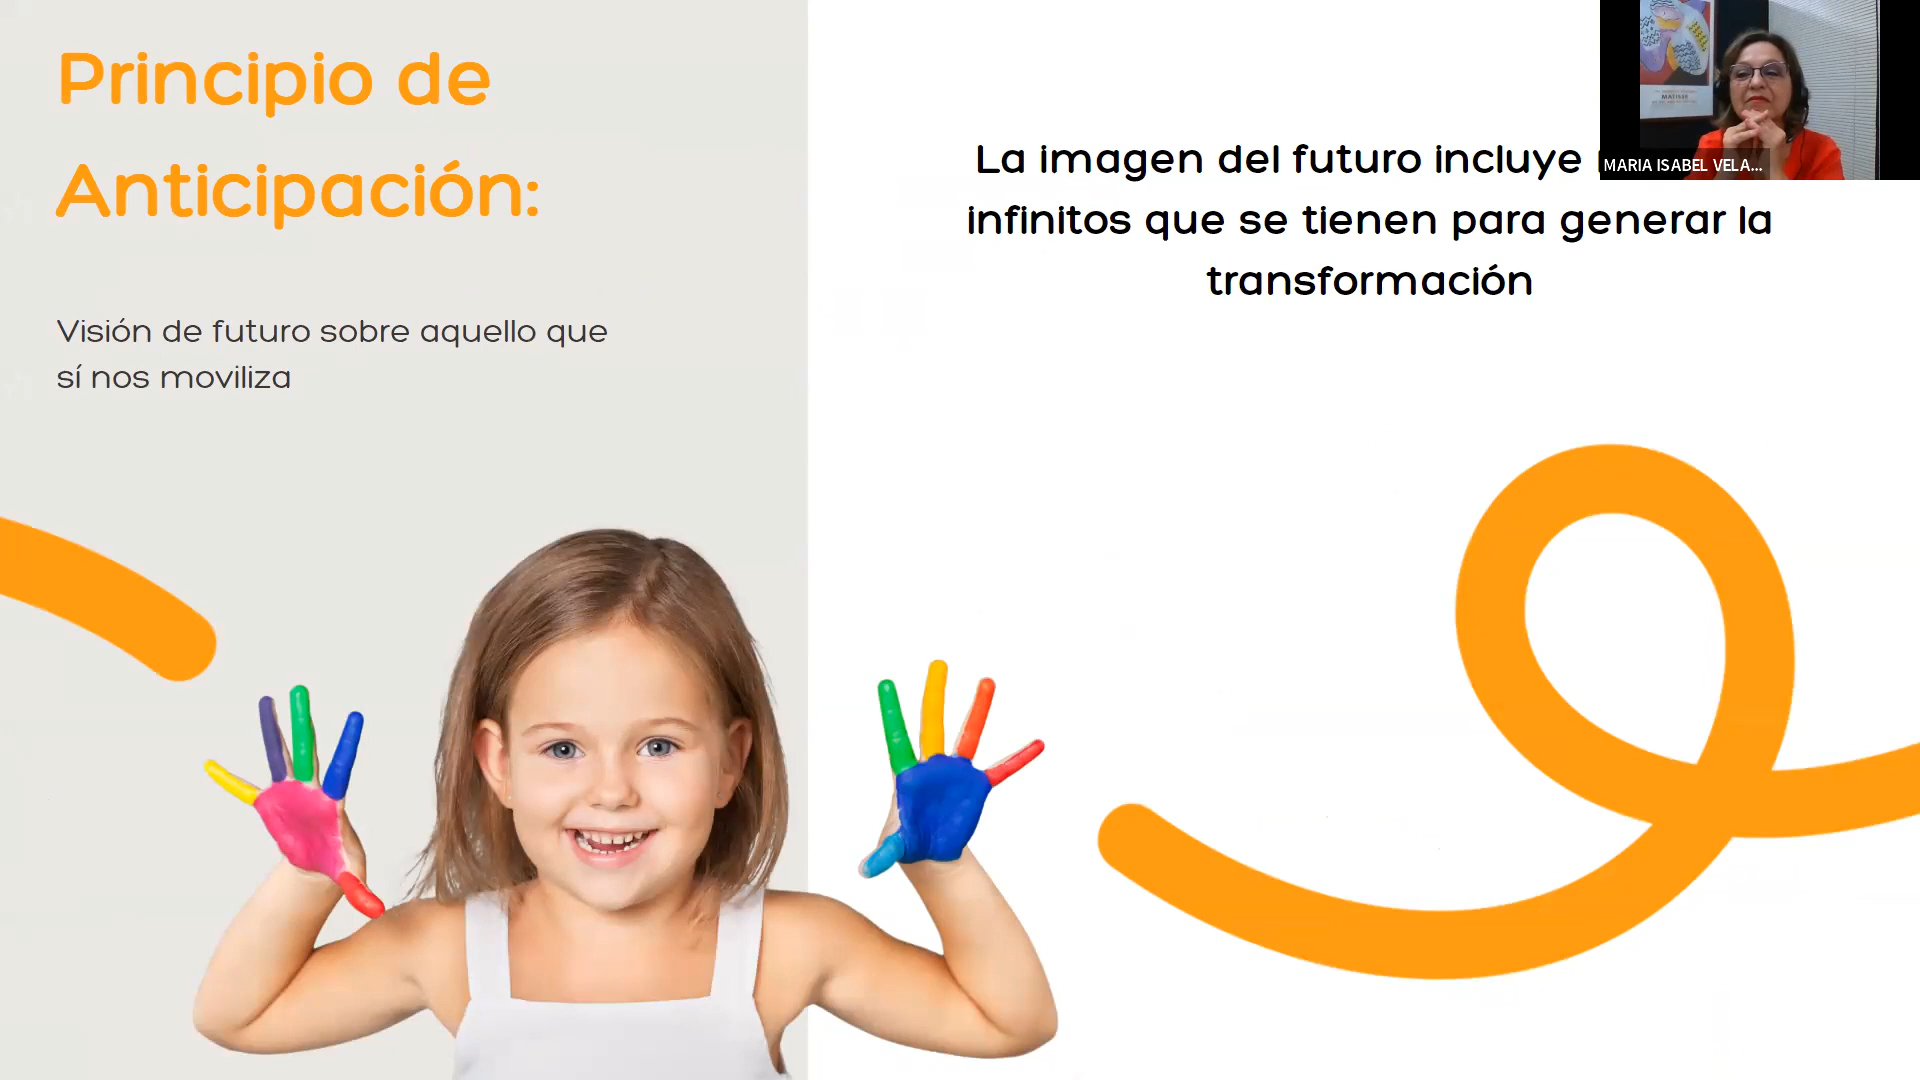 Principio de
Anticipación:
Visión de futuro sobre aquello que
sí nos moviliza
La imagen del futuro incluye
infinitos que se tienen para generar la
transformación
MATISSE
MARIA ISABEL VELA...